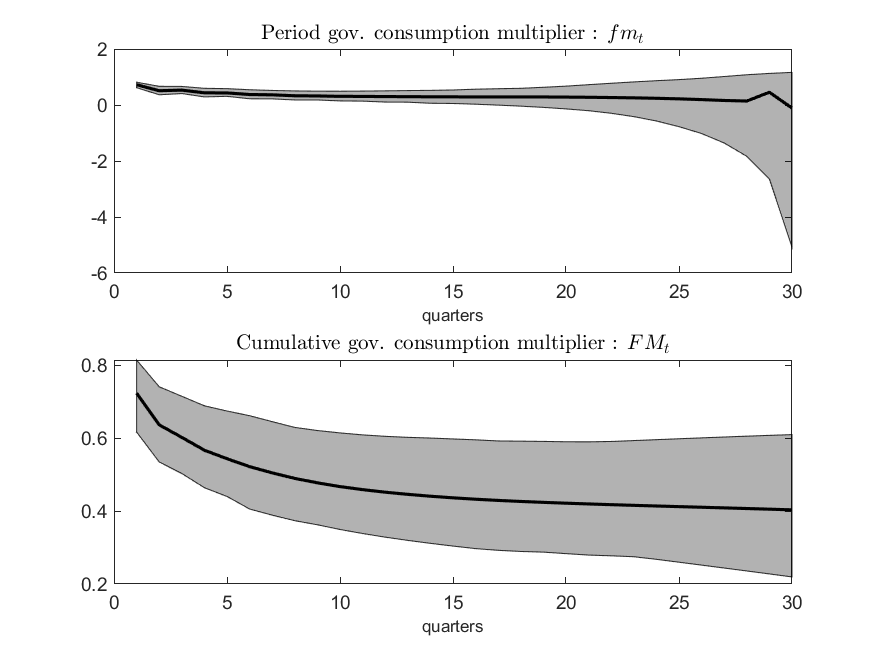 Period gov. consumption multiplier : fm_t
2
0
-2
-4
-6
0 5 10 15 20 25 30
quarters
Cumulative gov. consumption multiplier : FM_t
0.8
0.6
0.4
0.2
0 5 10 15 20 25 30
quarters